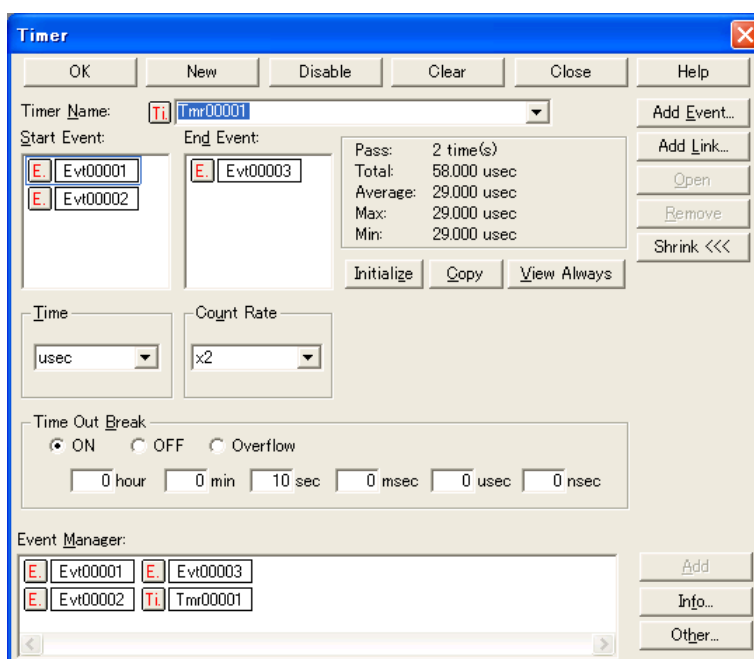 Timer
OK New Disable Clear Close Help
Timer Name: Ti. Tmr00001 Add Event...
Start Event: End Event:
E. Evt00001 E. Evt00003
E. Evt00002
Pass: 2 time(s)
Total: 58.000 usec
Average: 29.000 usec
Max: 29.000 usec
Min: 29.000 usec
Add Link...
Open
Remove
Shrink <<<
Initialize Copy View Always
Time Count Rate
usec x2
Time Out Break
ON OFF Overflow
0 hour 0 min 10 sec 0 msec 0 usec 0 nsec
Event Manager:
E. Evt00001 E. Evt00003
E. Evt00002 Ti. Tmr00001
Add
Info...
Other...